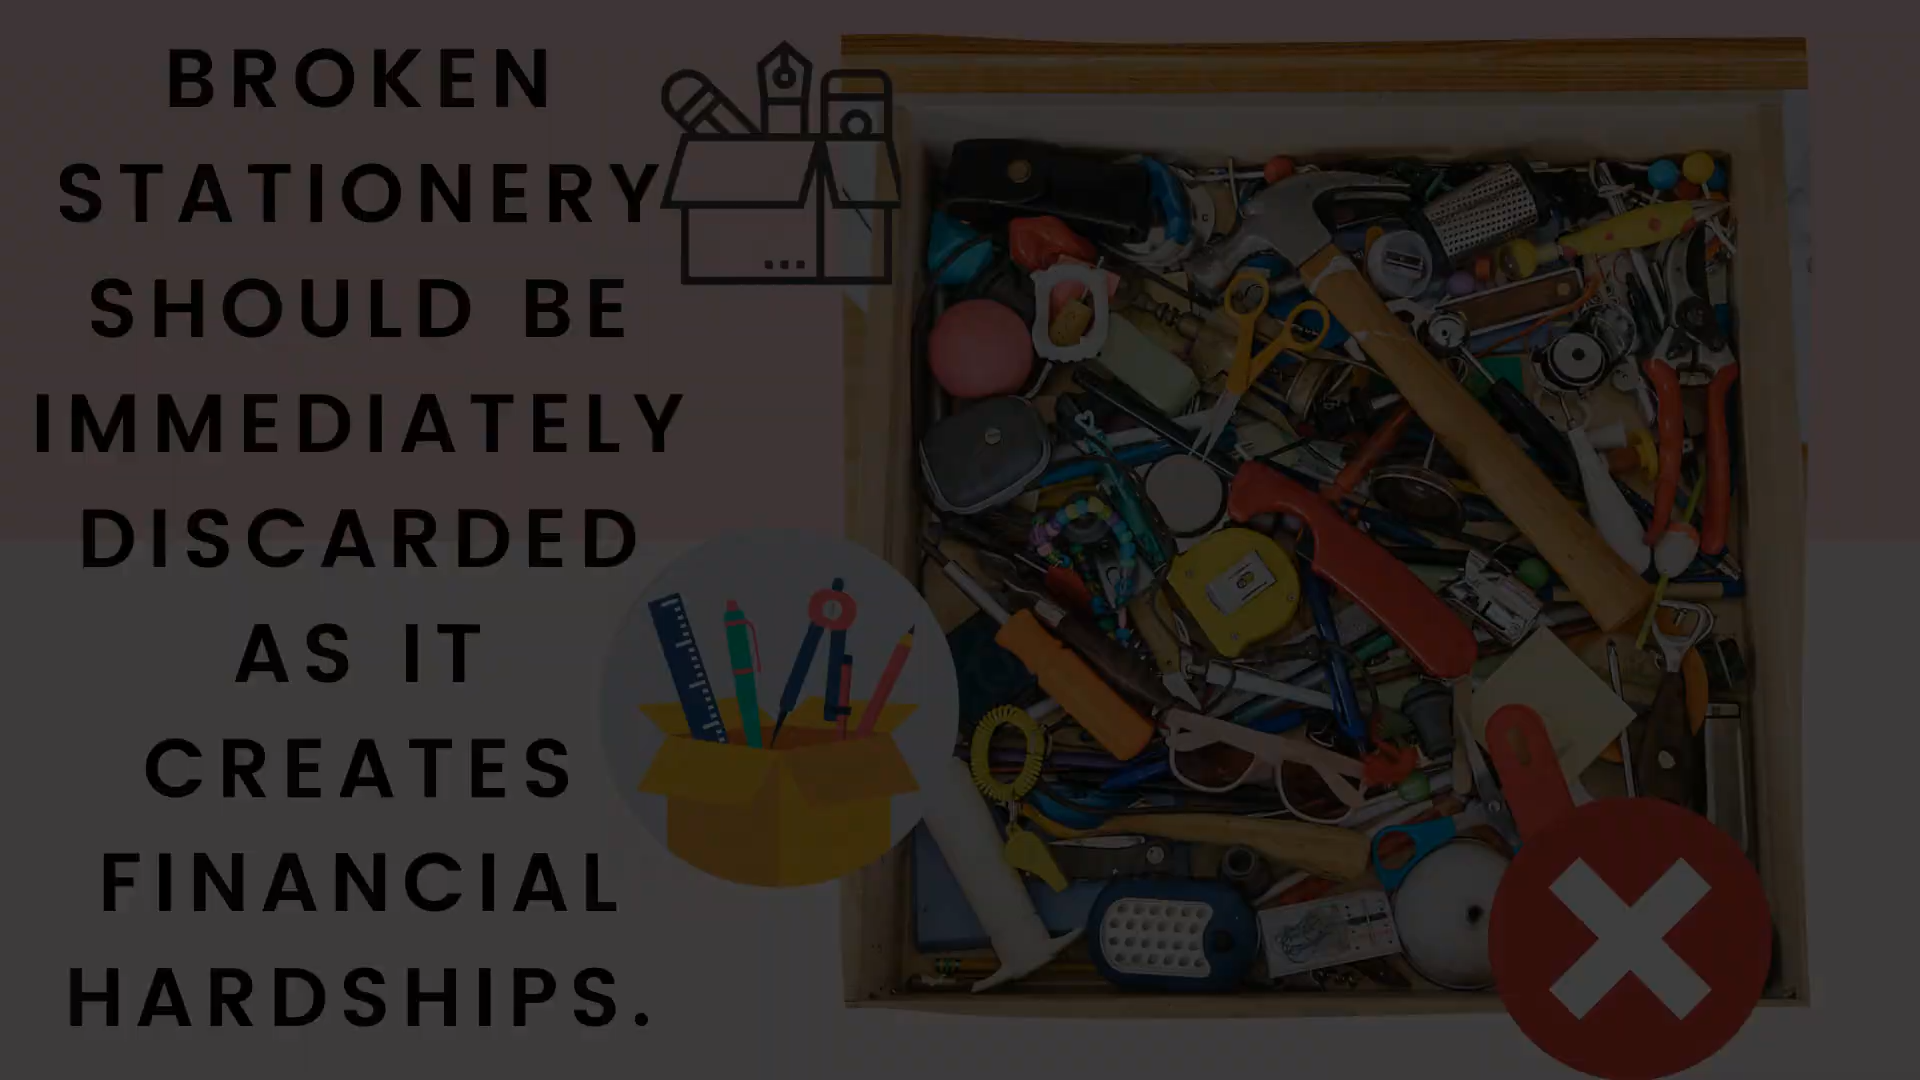 BROKEN
STATIONERY
SHOULD BE
IMMEDIATELY
DISCARDED
AS IT
CREATES
FINANCIAL
HARDSHIPS.